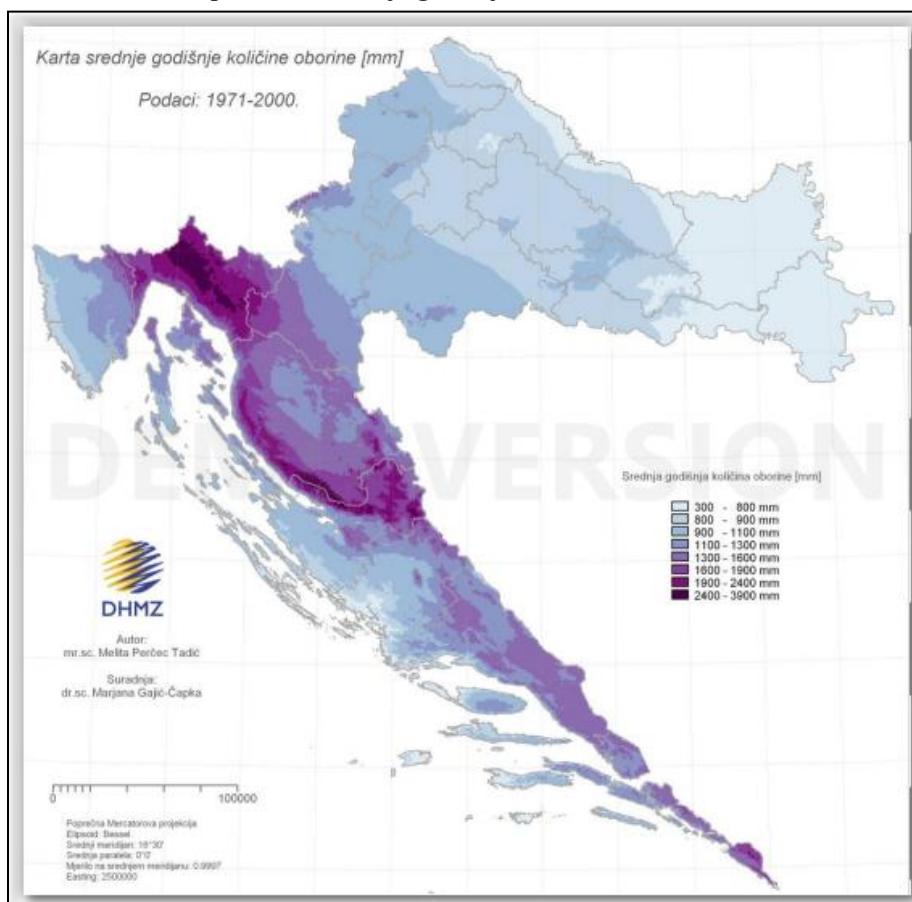 Karta srednje godišnje količine oborine [mm]
Podaci: 1971-2000.
DEMO VERSION
Srednja godišnja količina oborine [mm]
300 - 800 mm
800 - 900 mm
900 - 1100 mm
1100 - 1300 mm
1300 - 1600 mm
1600 - 1900 mm
1900 - 2400 mm
2400 - 3900 mm
DHMZ
Autor:
mr.sc. Melita Perčec Tadić
Suradnja:
dr.sc. Marjana Gajić-Čapka
0 100000
Poprečna Mercatorova projekcija
Elipsoid: Bessel
Srednji meridijan: 16°30'
Srednja paralela: 0°0'
Mjerilo na srednjem meridijanu: 0.9997
Easting: 2500000